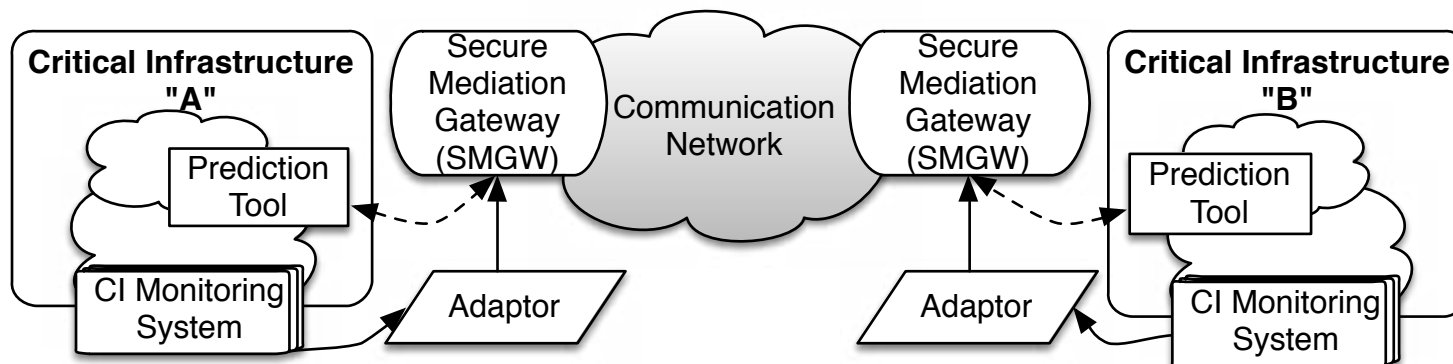 Critical Infrastructure
"A"
Prediction
Tool
CI Monitoring
System
Adaptor
Secure
Mediation
Gateway
(SMGW)
Communication
Network
Secure
Mediation
Gateway
(SMGW)
Adaptor
Critical Infrastructure
"B"
Prediction
Tool
CI Monitoring
System